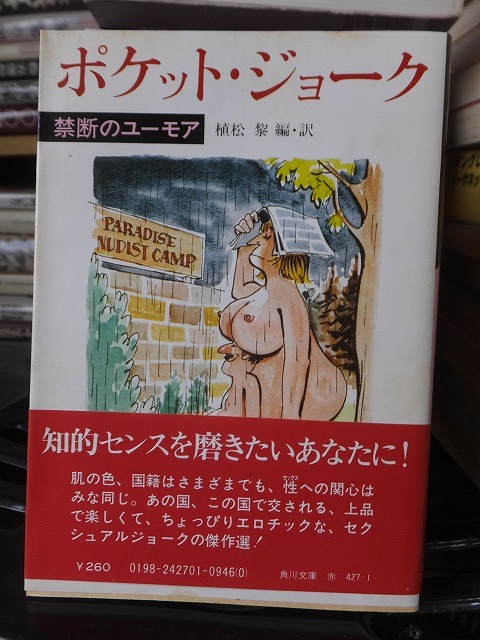 ポケット・ジョーク
禁断のユーモア
植松 黎 編・訳
PARADISE
NUDIST CAMP
知的センスを磨きたいあなたに!
肌の色、国籍はさまざまでも、性への関心は
みな同じ。あの国、この国で交される、上品
で楽しくて、ちょっぴりエロチックな、セク
シュアルジョークの傑作選!
¥260 0198-242701-0946(0) 角川文庫 赤 427-1